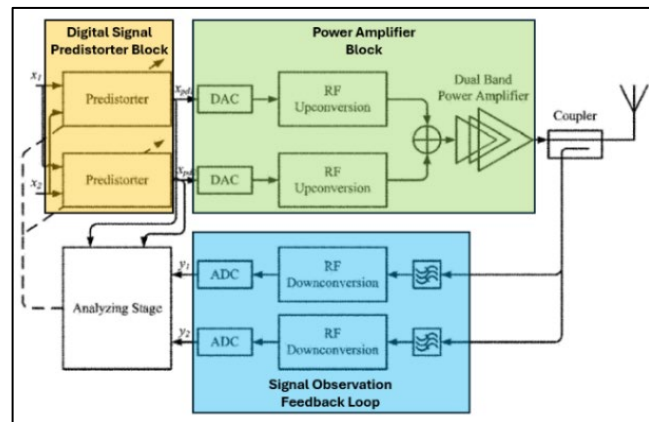 Digital Signal
Predistorter Block
Power Amplifier
Block
x1
Predistorter
xpd1
DAC
RF
Upconversion
Dual Band
Power Amplifier
Coupler
x2
Predistorter
DAC
RF
Upconversion
Analyzing Stage
y1
ADC
RF
Downconversion
y2
ADC
RF
Downconversion
Signal Observation
Feedback Loop